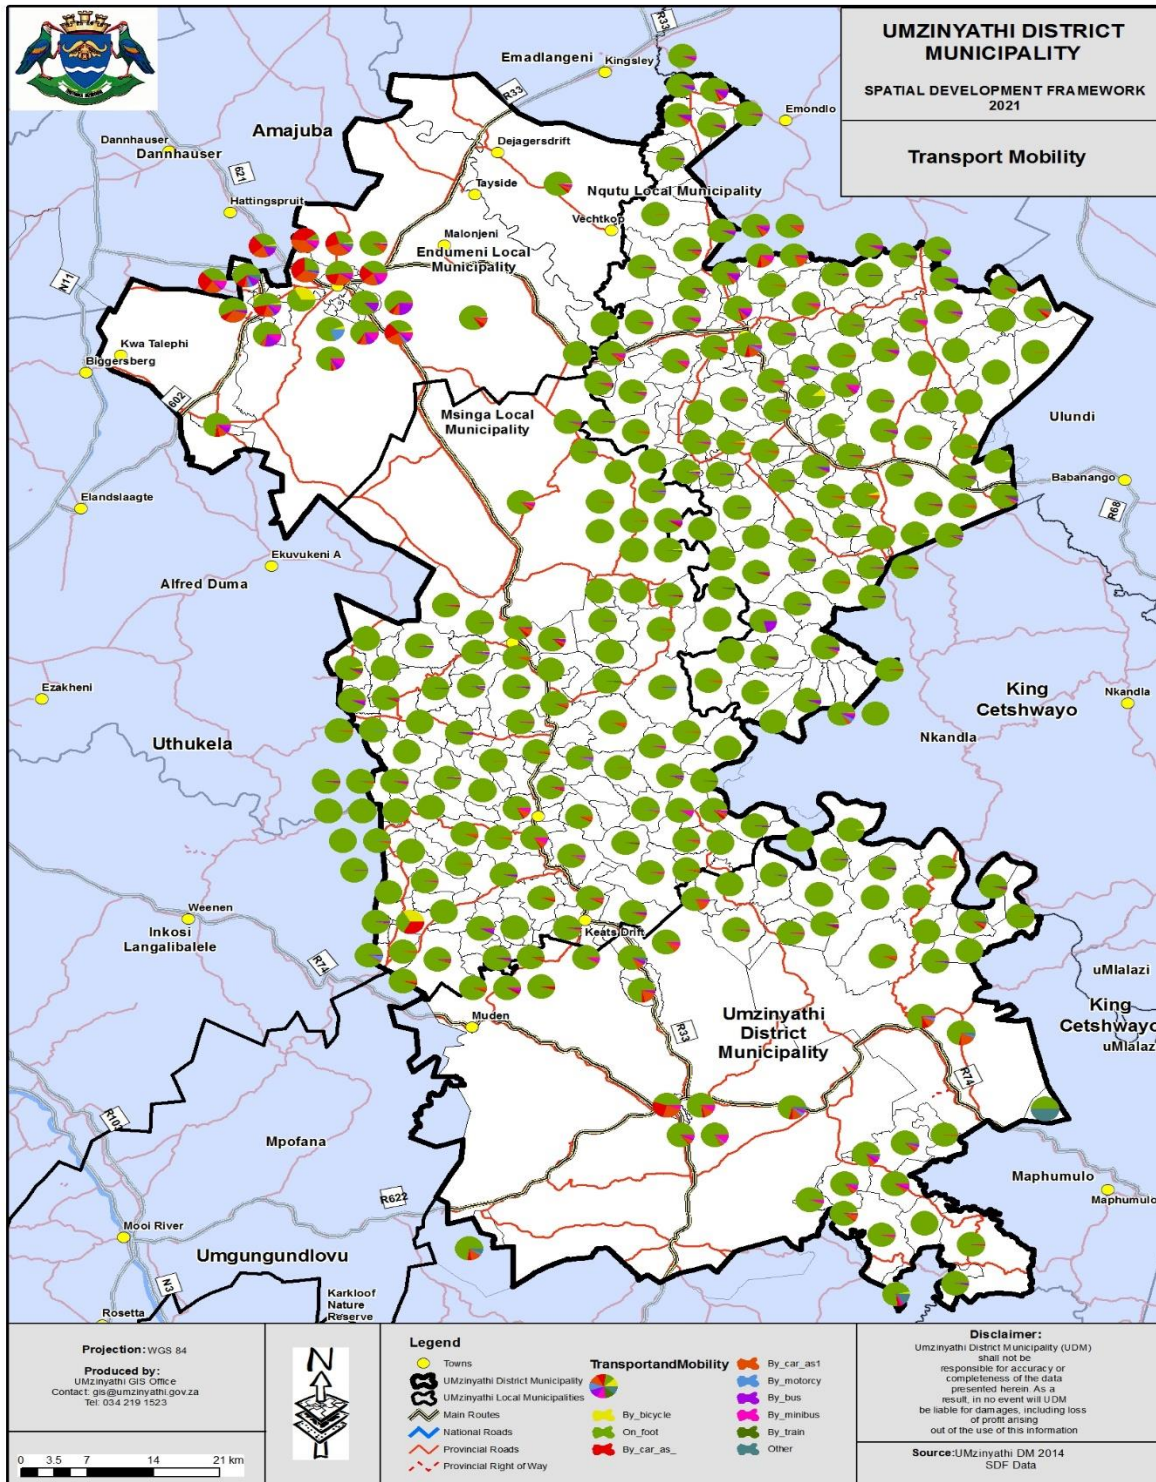 UMZINYATHI DISTRICT
MUNICIPALITY
SPATIAL DEVELOPMENT FRAMEWORK
2021
Transport Mobility
R33
Emadlangeni
Kingsley
R33
Emondlo
Amajuba
Dannhauser
Dannhauser
Dejagersdrift
621
Tayside
Nqutu Local Municipality
Hattingspruit
Vechtkop
Malonjeni
Endumeni Local
Municipality
N11
Kwa Talephi
Biggersberg
602
Msinga Local
Municipality
Ulundi
Babanango
Elandslaagte
R68
Ekuvukeni A
Alfred Duma
Ezakheni
King
Cetshwayo
Nkandla
Uthukela
Nkandla
Weenen
Inkosi
Langalibalele
Keats Drift
R74
uMlalazi
King
Cetshwayo
uMlalazi
Muden
Umzinyathi
District
Municipality
R33
R74
R103
Mpofana
Maphumulo
Maphumulo
R622
Mooi River
Umgungundlovu
N3
Karkloof
Nature
Reserve
Rosetta
Projection: WGS 84
Produced by:
UMzinyathi GIS Office
Contact: gis@umzinyathi.gov.za
Tel: 034 219 1523
0 3.5 7 14 21 km
N
Legend
Towns
UMzinyathi District Municipality
UMzinyathi Local Municipalities
Main Routes
National Roads
Provincial Roads
Provincial Right of Way
TransportandMobility
By_bicycle
On_foot
By_car_as_
By_car_as1
By_motorcy
By_bus
By_minibus
By_train
Other
Disclaimer:
Umzinyathi District Municipality (UDM)
shall not be
responsible for accuracy or
completeness of the data
presented herein. As a
result, in no event will UDM
be liable for damages, including loss
of profit arising
out of the use of this information
Source:UMzinyathi DM 2014
SDF Data